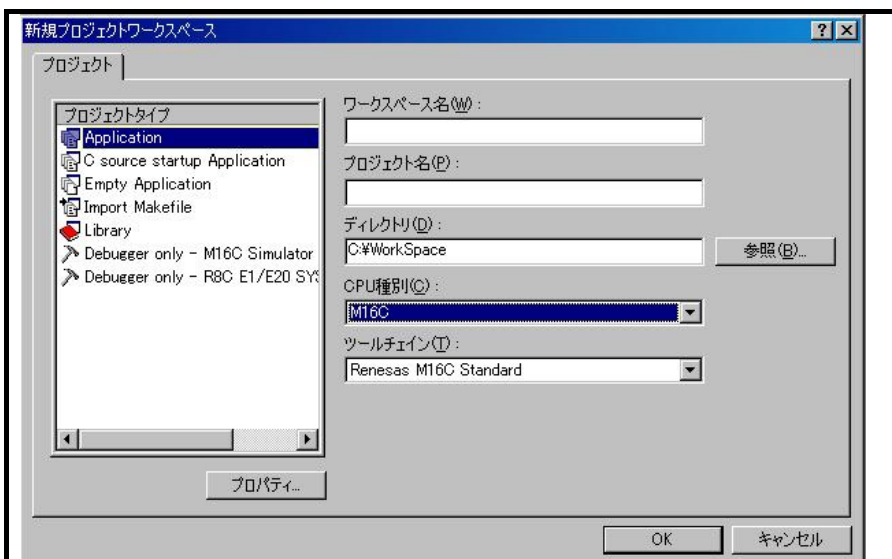 新規プロジェクトワークスペース
プロジェクト
プロジェクトタイプ
Application
C source startup Application
Empty Application
Import Makefile
Library
Debugger only - M16C Simulator
Debugger only - R8C E1/E20 SYS
プロパティ...
ワークスペース名(W) :
プロジェクト名(P) :
ディレクトリ(D) :
C:¥WorkSpace
参照(B)...
CPU種別(C) :
M16C
ツールチェイン(T) :
Renesas M16C Standard
OK
キャンセル